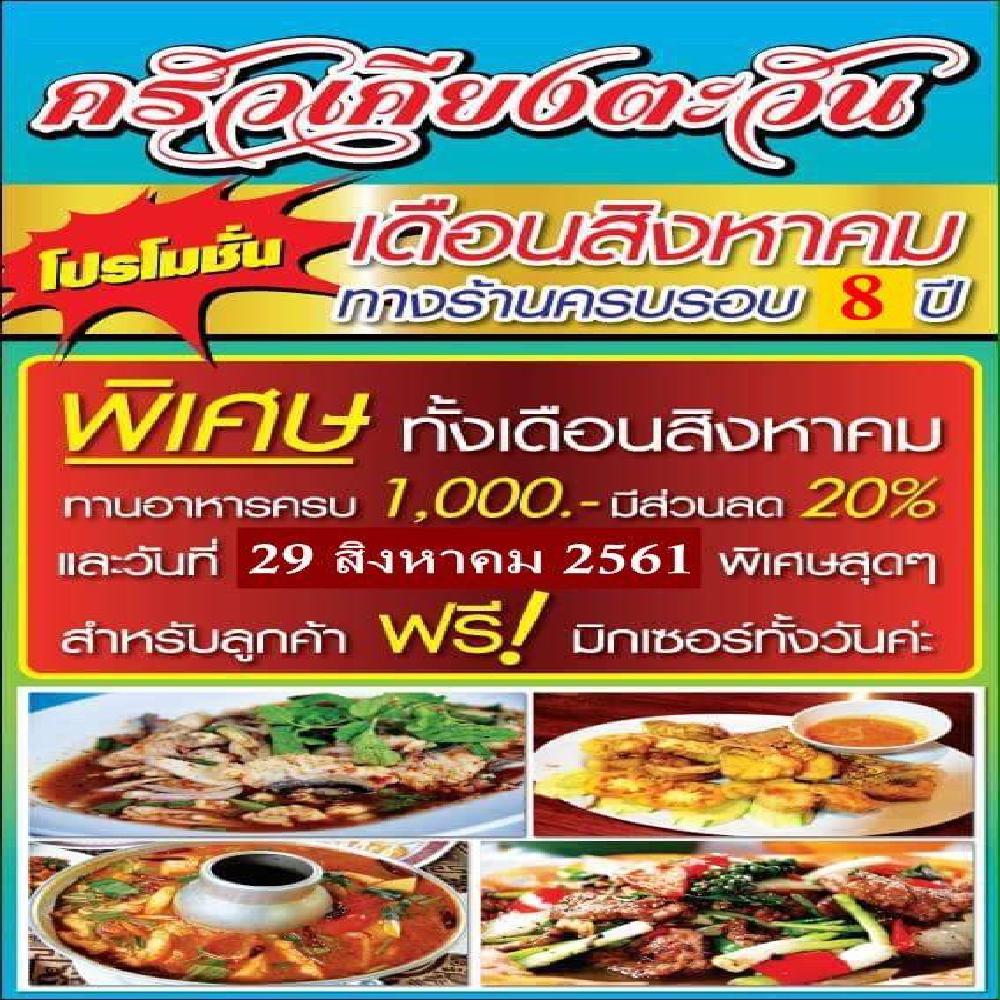 ครัวเคียงตะวัน
โปรโมชั่น
เดือนสิงหาคม
ทางร้านครบรอบ 8 ปี
พิเศษ ทั้งเดือนสิงหาคม
ทานอาหารครบ 1,000.- มีส่วนลด 20%
และวันที่ 29 สิงหาคม 2561 พิเศษสุดๆ
สำหรับลูกค้า ฟรี! มิกเซอร์ทั้งวันค่ะ